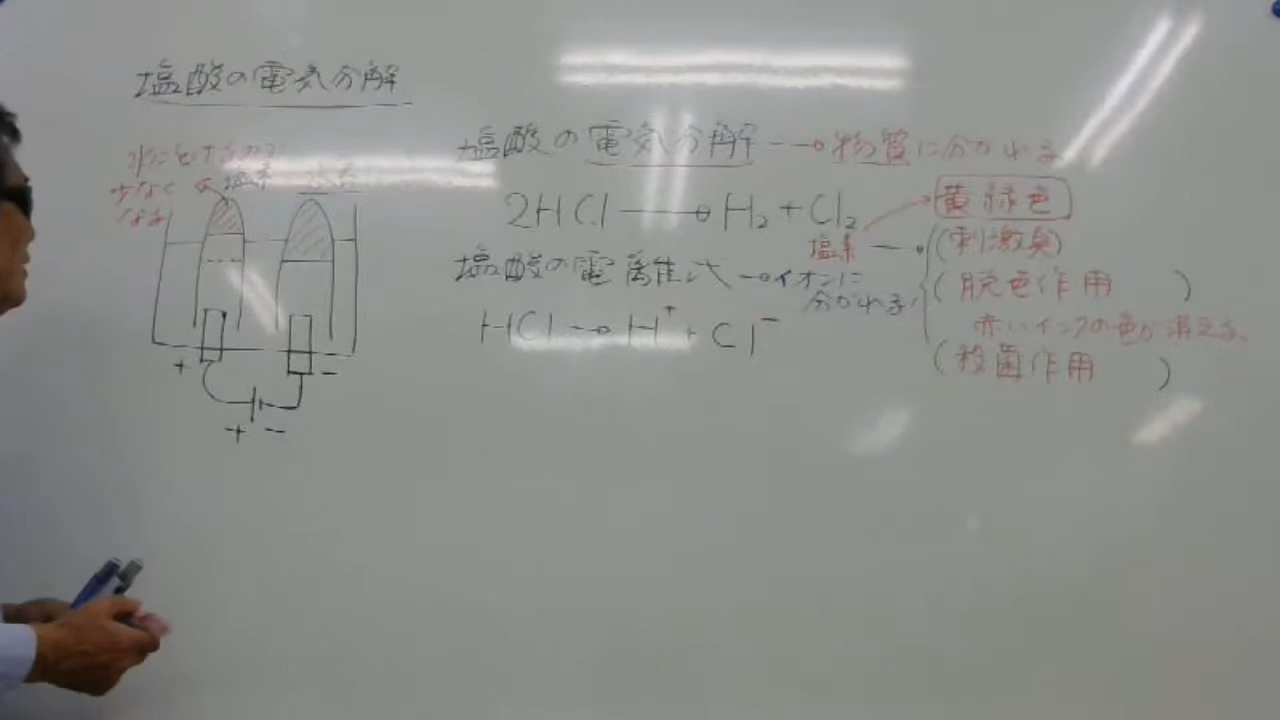 塩酸の電気分解
水にとけるので
少なく
なる
塩素
水素
+
−
+ −
塩酸の電気分解 → 物質に分かれる
2HCl → H₂ + Cl₂
塩素
黄緑色
(刺激臭)
(脱色作用)
赤いインクの色が消える。
(殺菌作用)
塩酸の電離式 → イオンに
分かれる
HCl → H⁺ + Cl⁻